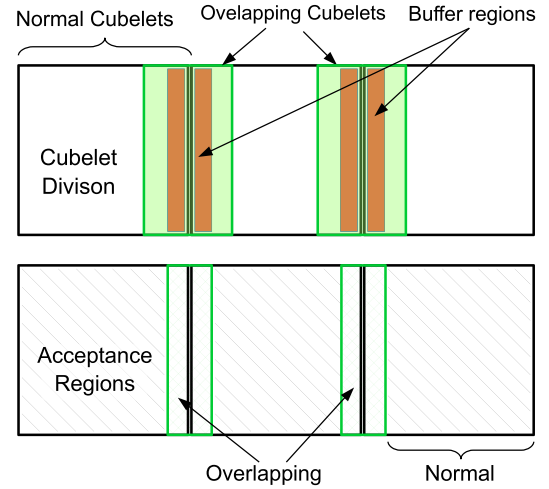 Normal Cubelets
Ovelapping Cubelets
Buffer regions
Cubelet
Divison
Acceptance
Regions
Overlapping
Normal